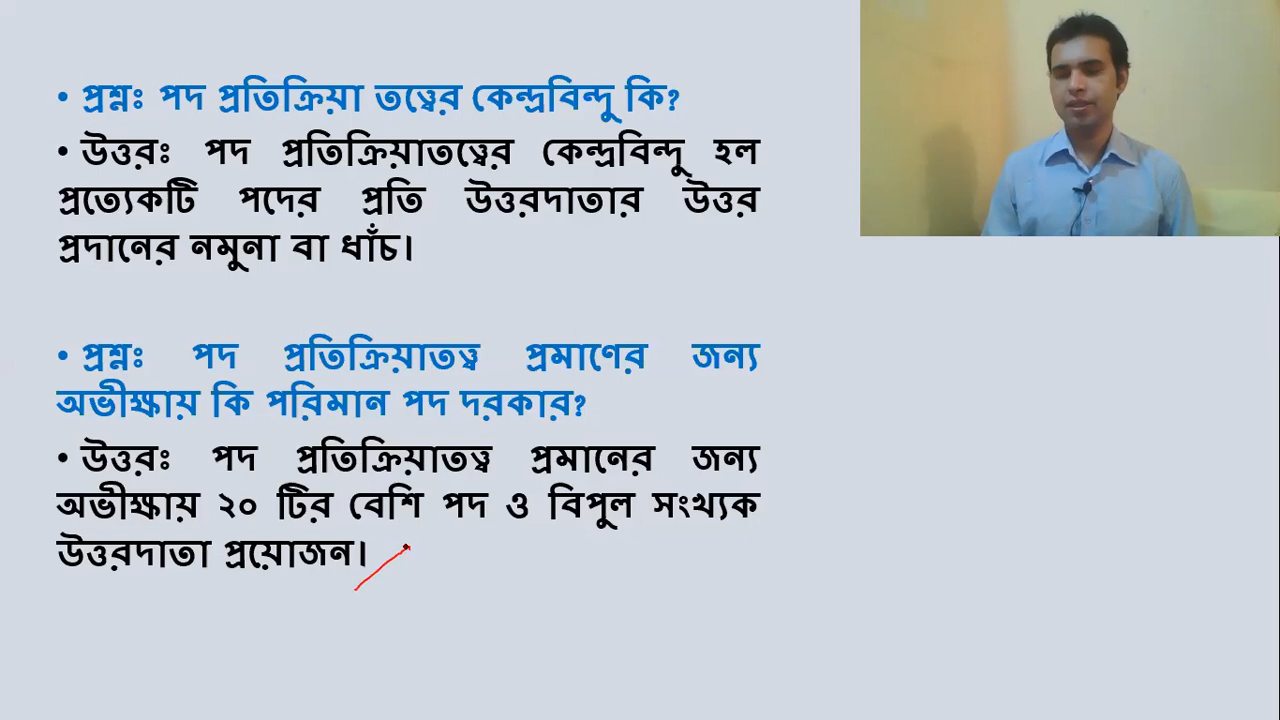 • প্রশ্নঃ পদ প্রতিক্রিয়া তত্ত্বের কেন্দ্রবিন্দু কি?
• উত্তরঃ পদ প্রতিক্রিয়াতত্ত্বের কেন্দ্রবিন্দু হল
প্রত্যেকটি পদের প্রতি উত্তরদাতার উত্তর
প্রদানের নমুনা বা ধাঁচ।
• প্রশ্নঃ পদ প্রতিক্রিয়াতত্ত্ব প্রমাণের জন্য
অভীক্ষায় কি পরিমান পদ দরকার?
• উত্তরঃ পদ প্রতিক্রিয়াতত্ত্ব প্রমানের জন্য
অভীক্ষায় ২০ টির বেশি পদ ও বিপুল সংখ্যক
উত্তরদাতা প্রয়োজন।